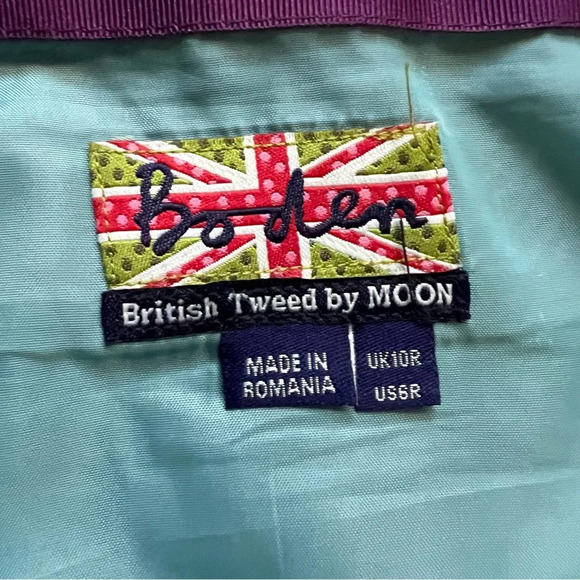 Boden
British Tweed by MOON
MADE IN
ROMANIA
UK10R
US6R